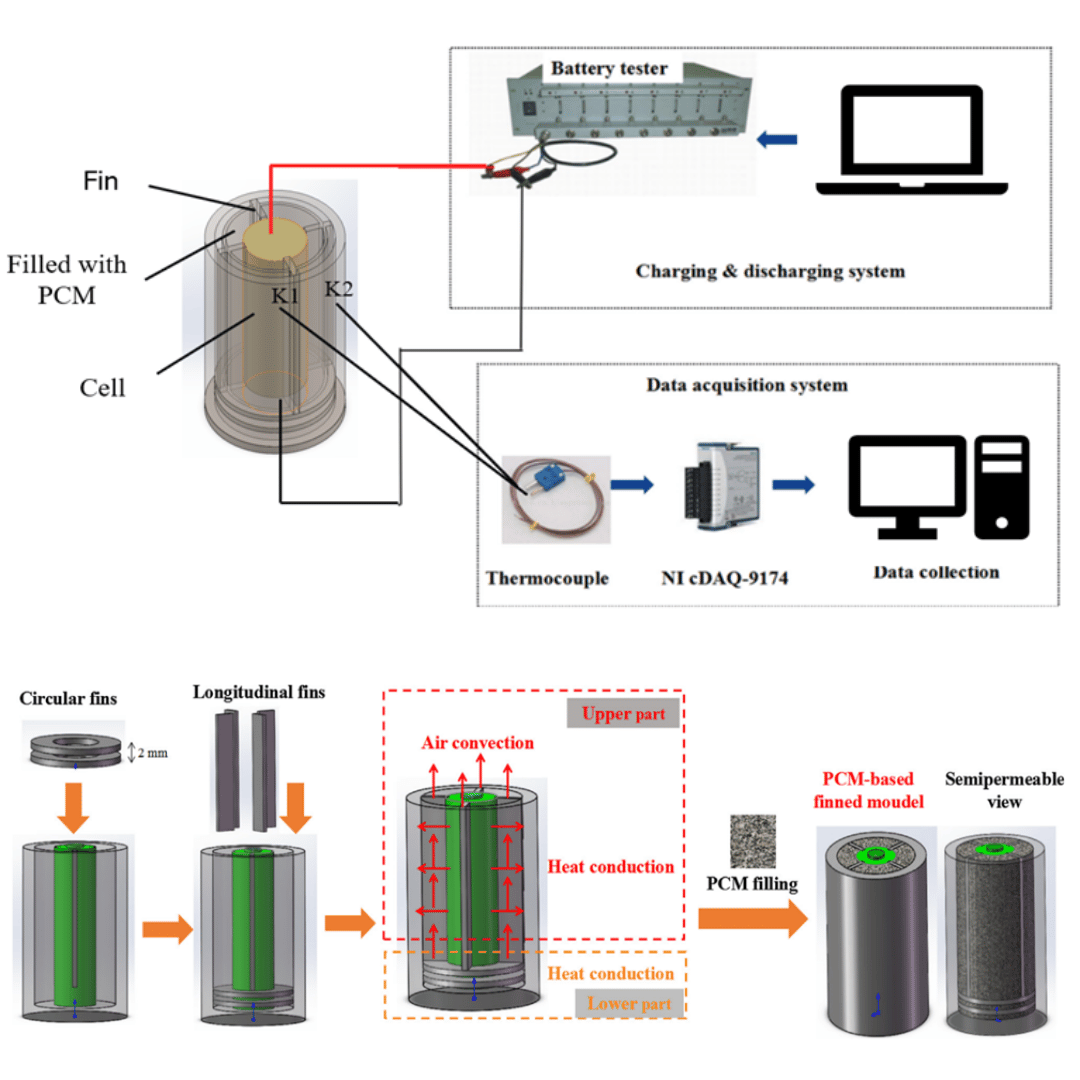 Battery tester
Charging & discharging system
Fin
Filled with
PCM
K1
K2
Cell
Data acquisition system
Thermocouple
NI cDAQ-9174
Data collection
Circular fins
2 mm
Longitudinal fins
Upper part
Air convection
Heat conduction
Heat conduction
Lower part
PCM filling
PCM-based
finned moudel
Semipermeable
view